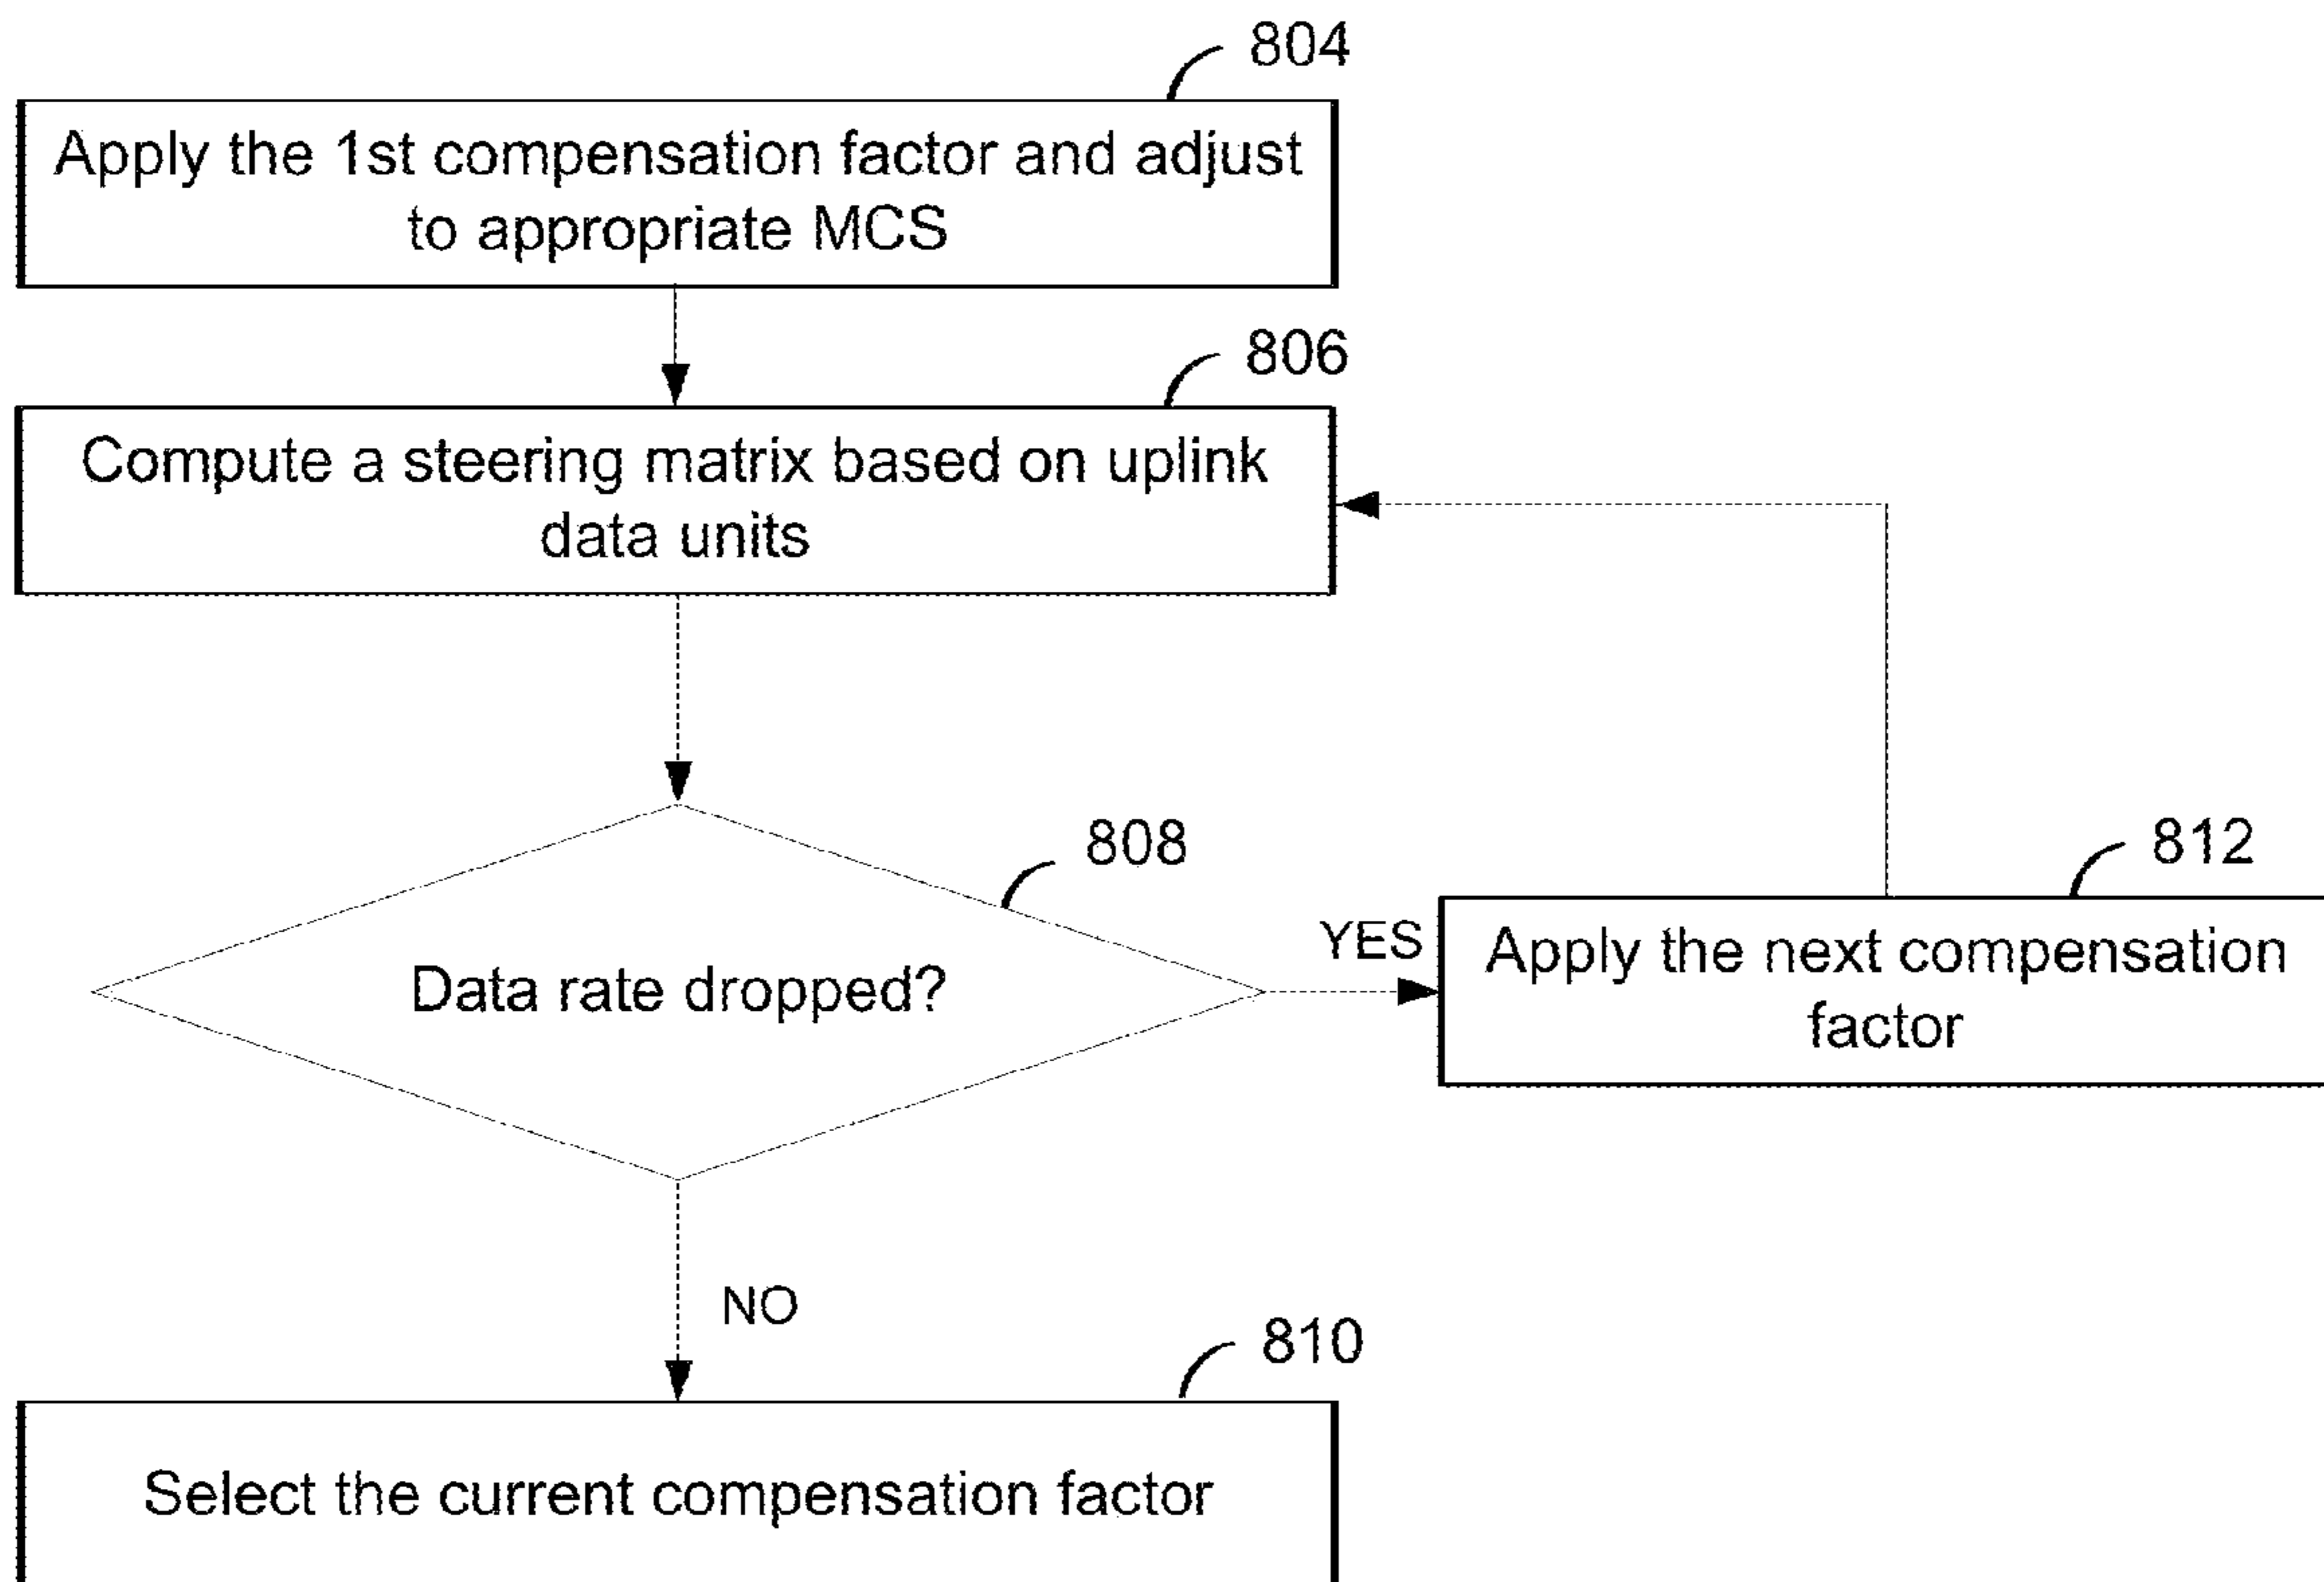 804
Apply the 1st compensation factor and adjust
to appropriate MCS
806
Compute a steering matrix based on uplink
data units
808
Data rate dropped?
YES
812
Apply the next compensation
factor
NO
810
Select the current compensation factor